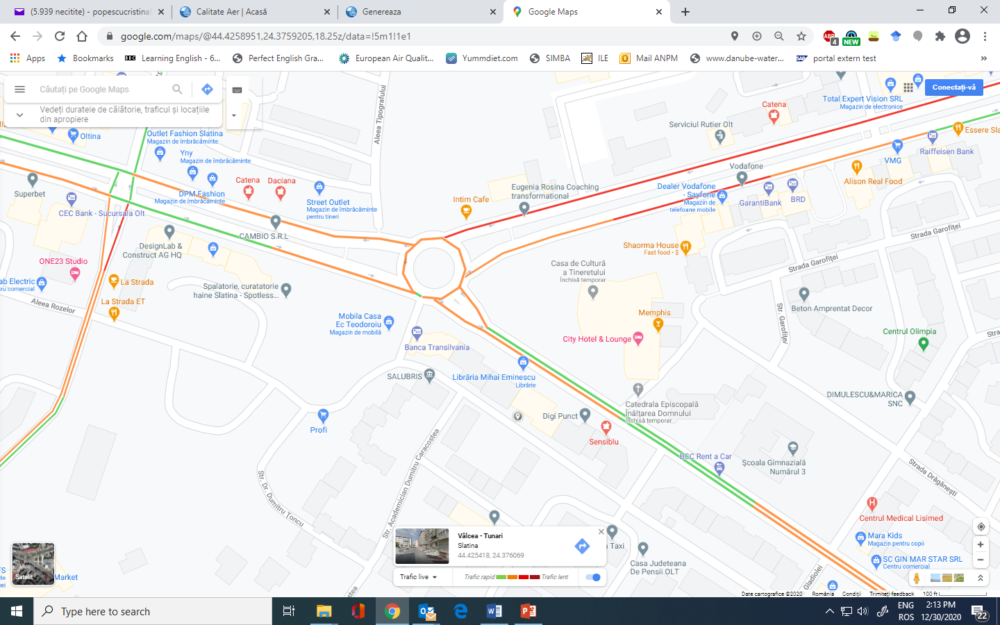 (5.939 necitite) - popescucristina
Calitate Aer | Acasă
Genereaza
Google Maps
google.com/maps/@44.4258951,24.3759205,18.25z/data=!5m1!1e1
ABP
4
NEW
Apps
Bookmarks
Learning English - 6...
Perfect English Gra...
European Air Qualit...
Yummdiet.com
SIMBA
ILE
Mail ANPM
www.danube-water...
portal extern test
»
Căutați pe Google Maps
Vedeți duratele de călătorie, traficul și locațiile
din apropiere
Conectați-vă
Total Expert Vision SRL
Magazin de electronice
Catena
Serviciul Rutier Olt
Aleea Tipografului
Essere Sla
Oltina
Outlet Fashion Slatina
Magazin de îmbrăcăminte
Yny
Magazin de îmbrăcăminte
Raiffeisen Bank
VMG
Vodafone
Alison Real Food
Superbet
Catena
Daciana
DPM Fashion
Magazin de îmbrăcăminte
Street Outlet
Magazin de îmbrăcăminte
pentru tineri
Eugenia Rosina Coaching
transformational
Intim Cafe
Dealer Vodafone
- Sayfone
Magazin de
telefoane mobile
GarantiBank
BRD
CEC Bank - Sucursala Olt
CAMBIO S.R.L
DesignLab &
Construct AG HQ
Strada Garofiței
Shaorma House
Fast food · $
Strada Garofiței
ONE23 Studio
Casa de Cultură
a Tineretului
Închisă temporar
ab Electric
tru comercial
La Strada
Spalatorie, curatatorie
haine Slatina - Spotless...
La Strada ET
Aleea Rozelor
Beton Amprentat Decor
Str. Garofiței
Memphis
Mobila Casa
Ec Teodoroiu
Magazin de mobilă
City Hotel & Lounge
Centrul Olimpia
Stra
Banca Transilvania
SALUBRIS
Librăria Mihai Eminescu
Librărie
DIMULESCU&MARICA
SNC
Catedrala Episcopală
Înălțarea Domnului
Închisă temporar
Digi Punct
Profi
Sensiblu
BCC Rent a Car
Școala Gimnazială
Numărul 3
Strada Drăgănești
Str. Dr. Dumitru Toncu
Str. Academician Dumitru Caracostea
Centrul Medical Lisimed
Vâlcea - Tunari
Slatina
44.425418, 24.376069
a Taxi
Casa Judeteana
De Pensii OLT
Mara Kids
Magazin pentru copii
SC GIN MAR STAR SRL
Centru comercial
Gladiolei
Satelit
Market
Trafic live
Trafic rapid
Trafic lent
Date cartografice ©2020
România
Condiții
Trimiteți feedback
100 ft
Type here to search
ENG
ROS
2:13 PM
12/30/2020
22